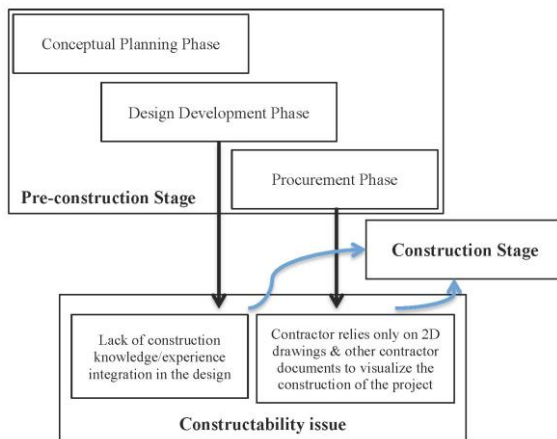 Conceptual Planning Phase
Design Development Phase
Procurement Phase
Pre-construction Stage
Construction Stage
Lack of construction
knowledge/experience
integration in the design
Contractor relies only on 2D
drawings & other contractor
documents to visualize the
construction of the project
Constructability issue